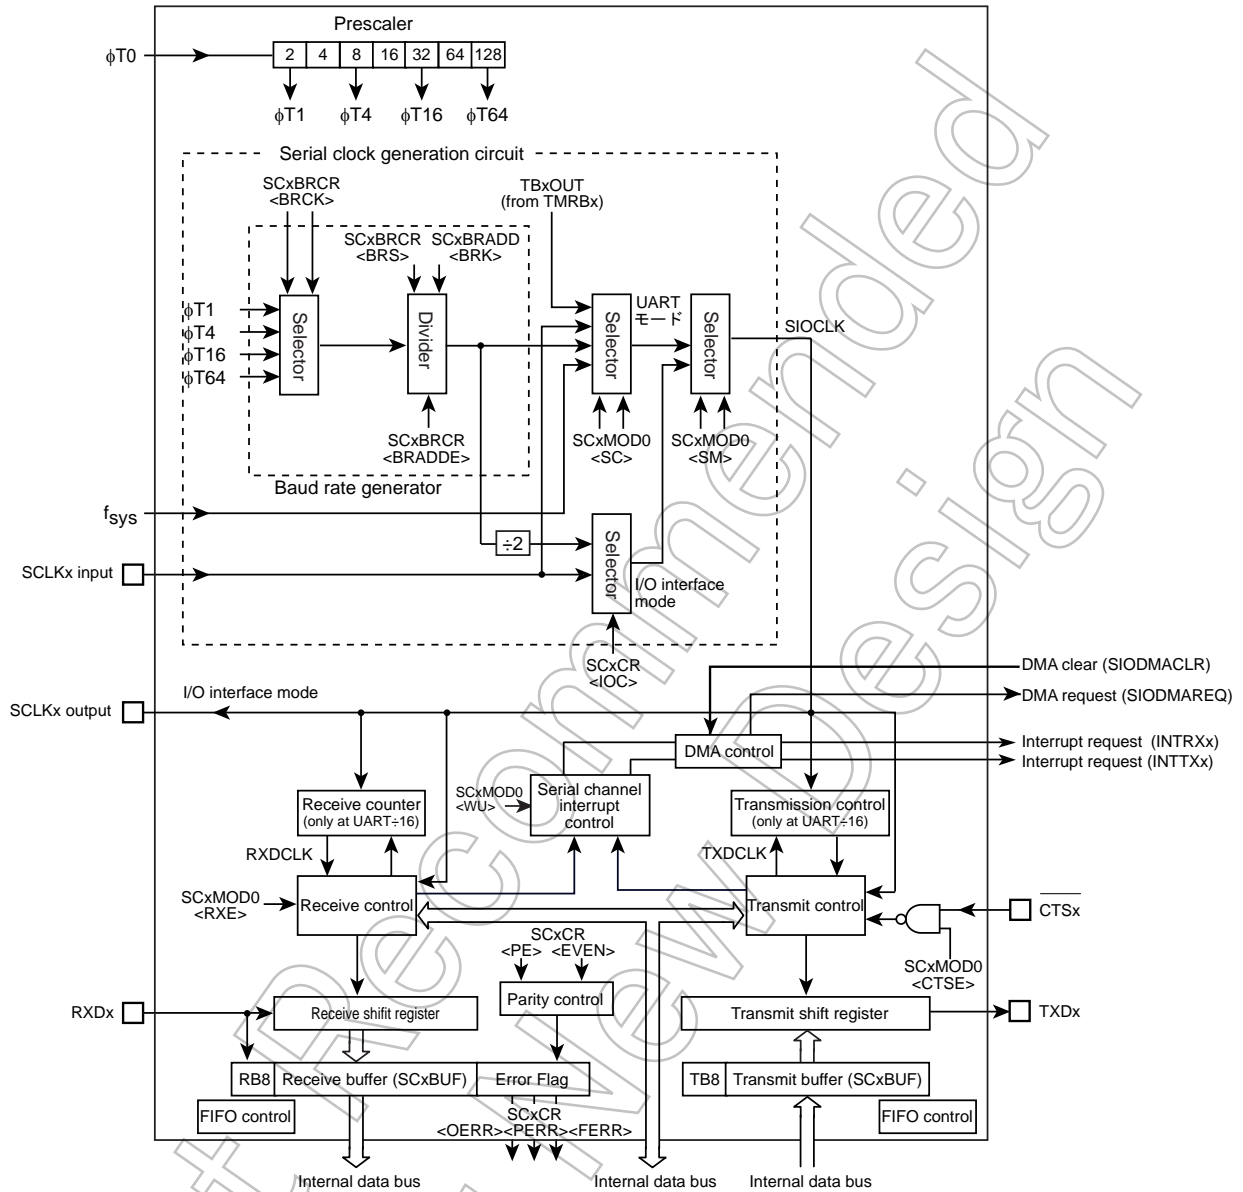 Prescaler
ϕT0
2 4 8 16 32 64 128
ϕT1 ϕT4 ϕT16 ϕT64
Serial clock generation circuit
SCxBRCR
<BRCK>
TBxOUT
(from TMRBx)
SCxBRCR
<BRS>
SCxBRADD
<BRK>
ϕT1
ϕT4
ϕT16
ϕT64
Selector
Divider
Selector
UART
モード
Selector
SIOCLK
SCxBRCR
<BRADDE>
SCxMOD0
<SC>
SCxMOD0
<SM>
Baud rate generator
fsys
÷2
Selector
SCLKx input
I/O interface
mode
SCxCR
<IOC>
DMA clear (SIODMACLR)
DMA request (SIODMAREQ)
I/O interface mode
SCLKx output
DMA control
Interrupt request (INTRXx)
Interrupt request (INTTXx)
Receive counter
(only at UART÷16)
SCxMOD0
<WU>
Serial channel
interrupt
control
Transmission control
(only at UART÷16)
RXDCLK
TXDCLK
SCxMOD0
<RXE>
Receive control
Transmit control
CTSx
SCxMOD0
<CTSE>
SCxCR
<PE> <EVEN>
Parity control
RXDx
Receive shifit register
Transmit shift register
TXDx
RB8 Receive buffer (SCxBUF) Error Flag
TB8 Transmit buffer (SCxBUF)
FIFO control
FIFO control
SCxCR
<OERR><PERR><FERR>
Internal data bus
Internal data bus
Internal data bus
Not Recommended
for New Design